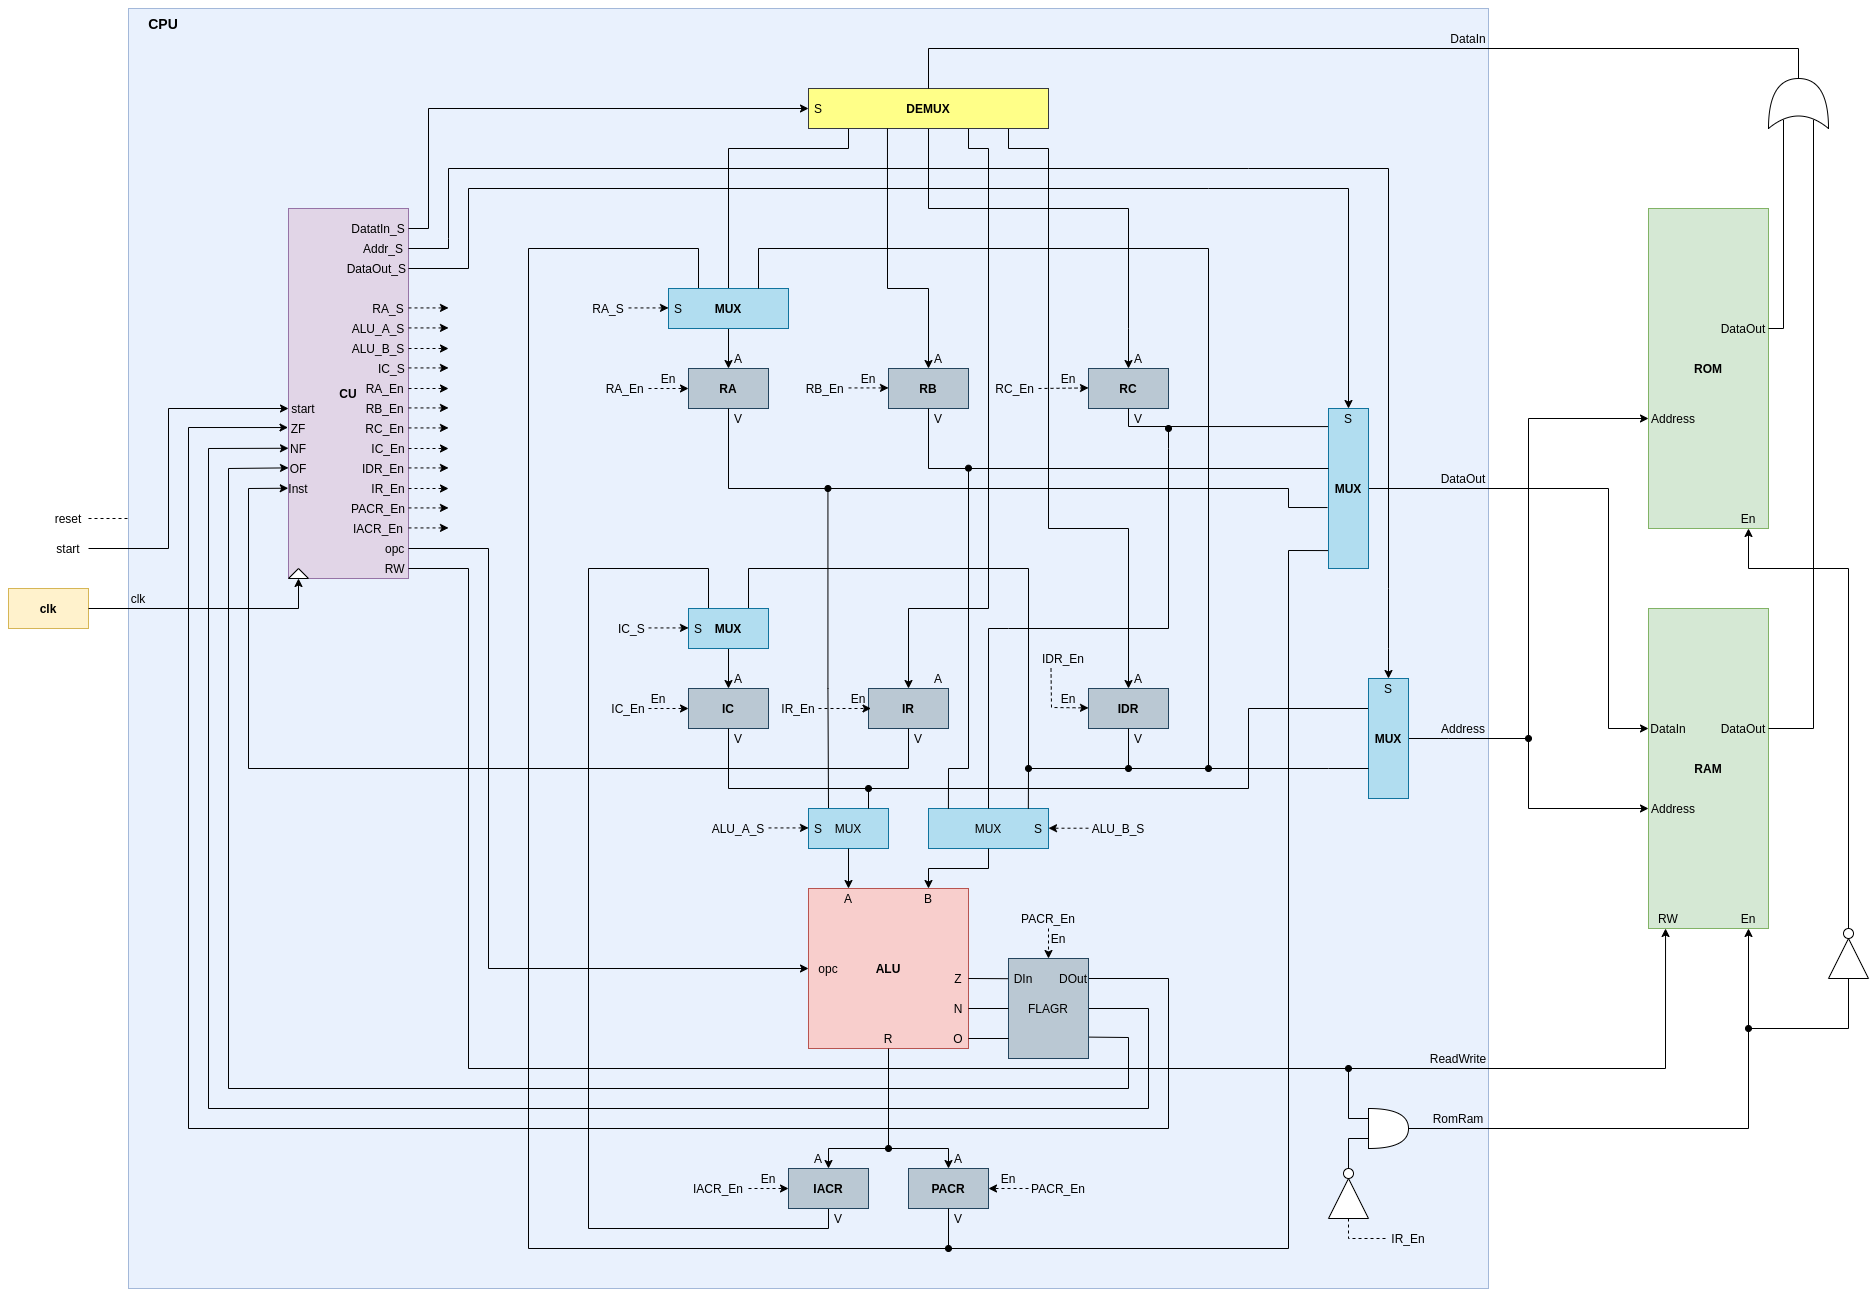 CPU
DataIn
S DEMUX
DatatIn_S
Addr_S
DataOut_S
RA_S
ALU_A_S
ALU_B_S
IC_S
RA_En
RB_En
RC_En
IC_En
IDR_En
IR_En
PACR_En
IACR_En
opc
RW
CU
start
ZF
NF
OF
Inst
reset
start
clk
clk
RA_S
S MUX
A
RA_En
En
RA
V
A
RB_En
En
RB
V
A
RC_En
En
RC
V
S
MUX
DataOut
IC_S
S MUX
A
IC_En
En
IC
V
A
IR_En
En
IR
V
IDR_En
A
En
IDR
V
S
MUX
Address
ALU_A_S
S MUX
MUX S
ALU_B_S
A
B
opc
ALU
Z
N
O
R
PACR_En
En
DIn
DOut
FLAGR
ReadWrite
RomRam
A
IACR_En
En
IACR
V
A
En
PACR_En
PACR
V
IR_En
DataOut
ROM
Address
En
DataIn
DataOut
RAM
Address
RW
En